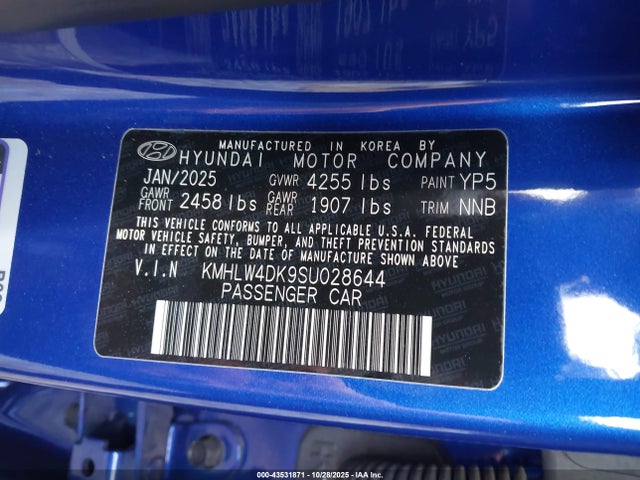 MANUFACTURED IN KOREA BY
HYUNDAI MOTOR COMPANY
JAN/2025 GVWR 4255 lbs PAINT YP5
GAWR FRONT 2458 lbs GAWR REAR 1907 lbs TRIM NNB
THIS VEHICLE CONFORMS TO ALL APPLICABLE U.S.A. FEDERAL
MOTOR VEHICLE SAFETY, BUMPER, AND THEFT PREVENTION STANDARDS
IN EFFECT ON THE DATE OF MANUFACTURE SHOWN ABOVE.
V.I.N KMHLW4DK9SU028644
PASSENGER CAR
000-43531871 - 10/28/2025 - IAA Inc.